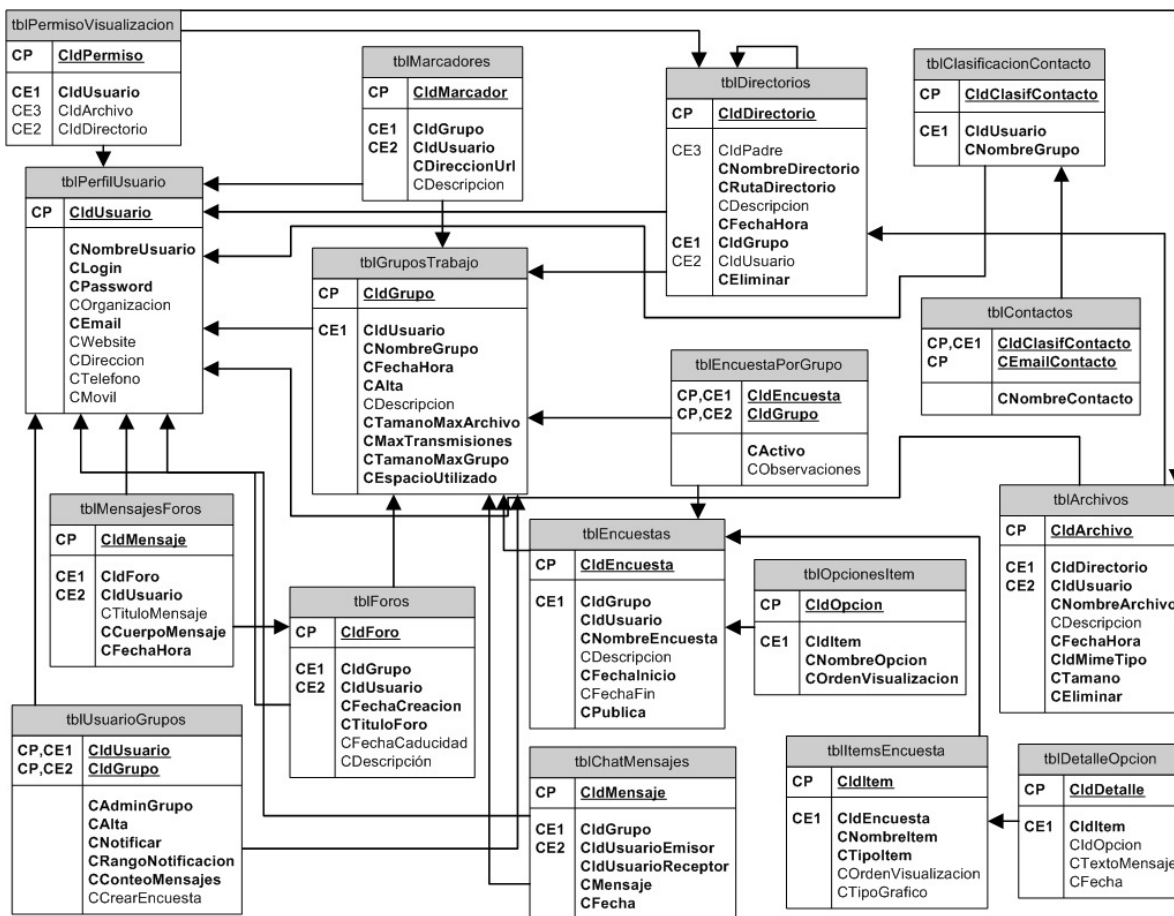 tblPermisoVisualizacion
CP CIdPermiso
CE1 CIdUsuario
CE3 CIdArchivo
CE2 CIdDirectorio
tblMarcadores
CP CIdMarcador
CE1 CIdGrupo
CE2 CIdUsuario
CDireccionUrl
CDescripcion
tblDirectorios
CP CIdDirectorio
CE3 CIdPadre
CNombreDirectorio
CRutaDirectorio
CDescripcion
CFechaHora
CE1 CIdGrupo
CE2 CIdUsuario
CEliminar
tblClasificacionContacto
CP CIdClasifContacto
CE1 CIdUsuario
CNombreGrupo
tblPerfilUsuario
CP CIdUsuario
CNombreUsuario
CLogin
CPassword
COrganizacion
CEmail
CWebsite
CDireccion
CTelefono
CMovil
tblGruposTrabajo
CP CIdGrupo
CE1 CIdUsuario
CNombreGrupo
CFechaHora
CAlta
CDescripcion
CTamanoMaxArchivo
CMaxTransmisiones
CTamanoMaxGrupo
CEspacioUtilizado
tblContactos
CP,CE1 CIdClasifContacto
CP CEmailContacto
CNombreContacto
tblEncuestaPorGrupo
CP,CE1 CIdEncuesta
CP,CE2 CIdGrupo
CActivo
CObservaciones
tblMensajesForos
CP CIdMensaje
CE1 CIdForo
CE2 CIdUsuario
CTituloMensaje
CCuerpoMensaje
CFechaHora
tblEncuestas
CP CIdEncuesta
CE1 CIdGrupo
CIdUsuario
CNombreEncuesta
CDescripcion
CFechaInicio
CFechaFin
CPublica
tblArchivos
CP CIdArchivo
CE1 CIdDirectorio
CE2 CIdUsuario
CNombreArchivo
CDescripcion
CFechaHora
CIdMimeTipo
CTamano
CEliminar
tblOpcionesItem
CP CIdOpcion
CE1 CIdItem
CNombreOpcion
COrdenVisualizacion
tblForos
CP CIdForo
CE1 CIdGrupo
CE2 CIdUsuario
CFechaCreacion
CTituloForo
CFechaCaducidad
CDescripción
tblUsuarioGrupos
CP,CE1 CIdUsuario
CP,CE2 CIdGrupo
CAdminGrupo
CAlta
CNotificar
CRangoNotificacion
CConteoMensajes
CCrearEncuesta
tblChatMensajes
CP CIdMensaje
CE1 CIdGrupo
CE2 CIdUsuarioEmisor
CIdUsuarioReceptor
CMensaje
CFecha
tblItemsEncuesta
CP CIdItem
CE1 CIdEncuesta
CNombreItem
CTipoItem
COrdenVisualizacion
CTipoGrafico
tblDetalleOpcion
CP CIdDetalle
CE1 CIdItem
CIdOpcion
CTextoMensaje
CFecha